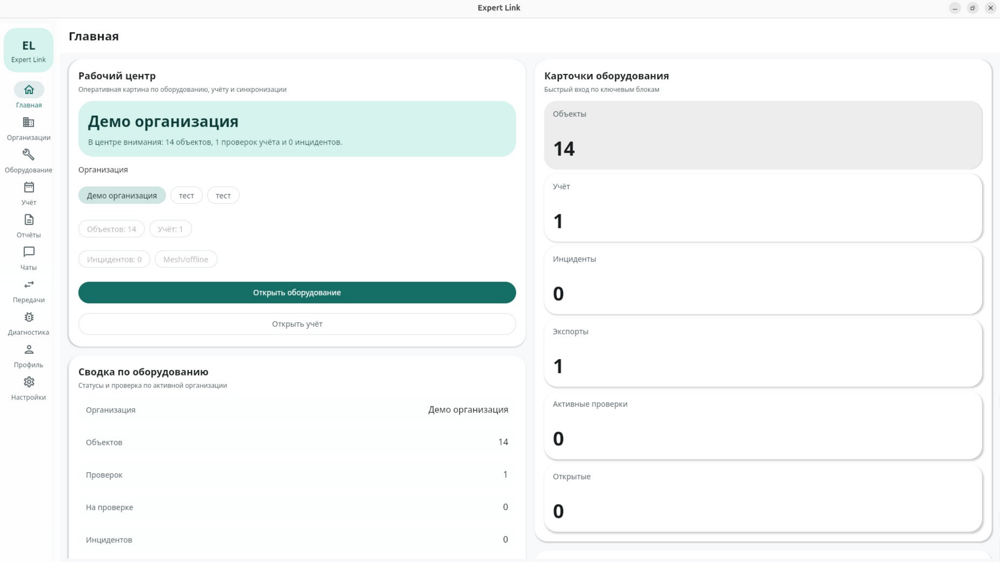 Expert Link
EL
Expert Link
Главная
Организации
Оборудование
Учёт
Отчёты
Чаты
Передачи
Диагностика
Профиль
Настройки
Главная
Рабочий центр
Оперативная картина по оборудованию, учёту и синхронизации
Демо организация
В центре внимания: 14 объектов, 1 проверок учёта и 0 инцидентов.
Организация
Демо организация тест тест
Объектов: 14 Учёт: 1
Инцидентов: 0 Mesh/offline
Открыть оборудование
Открыть учёт
Сводка по оборудованию
Статусы и проверка по активной организации
Организация Демо организация
Объектов 14
Проверок 1
На проверке 0
Инцидентов 0
Карточки оборудования
Быстрый вход по ключевым блокам
Объекты
14
Учёт
1
Инциденты
0
Экспорты
1
Активные проверки
0
Открытые
0